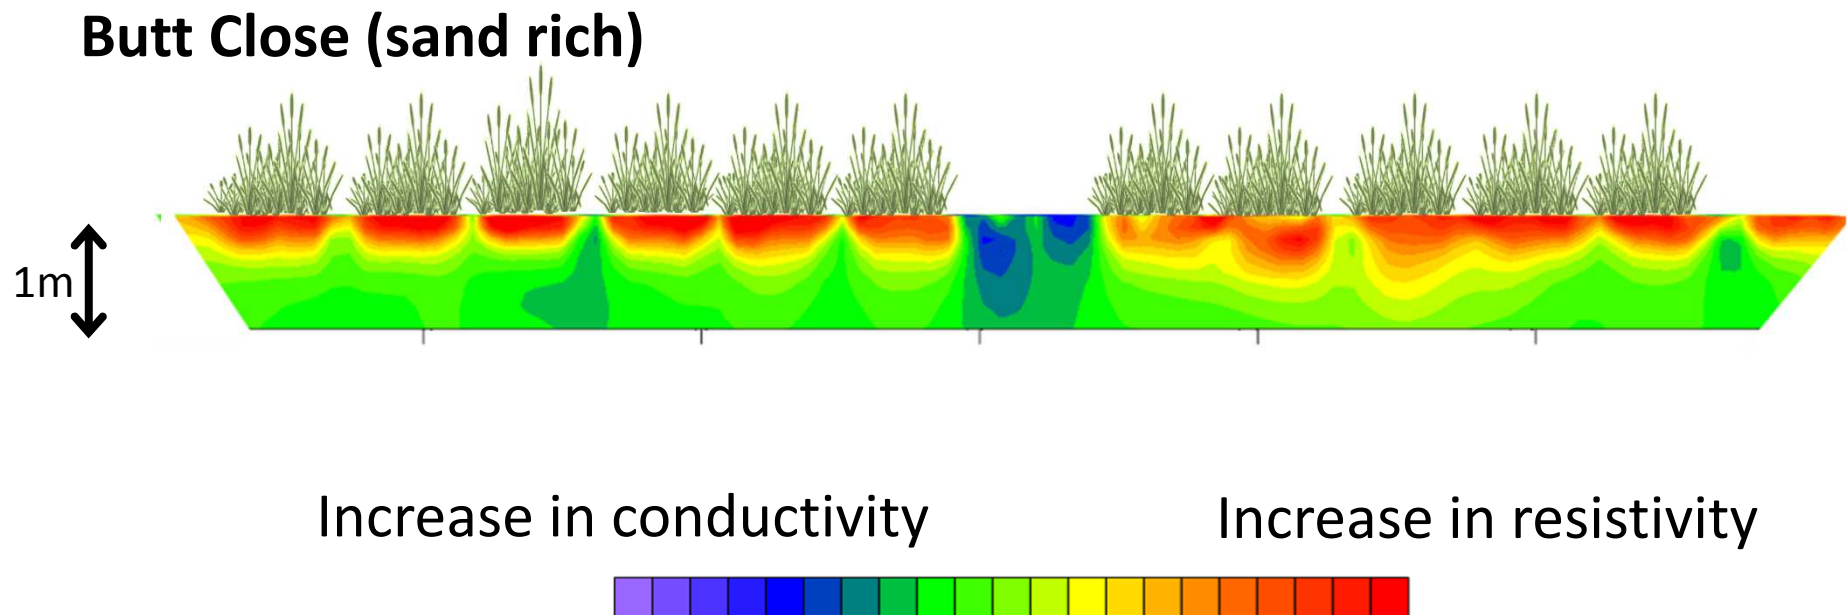 Butt Close (sand rich)
1m
Increase in conductivity
Increase in resistivity